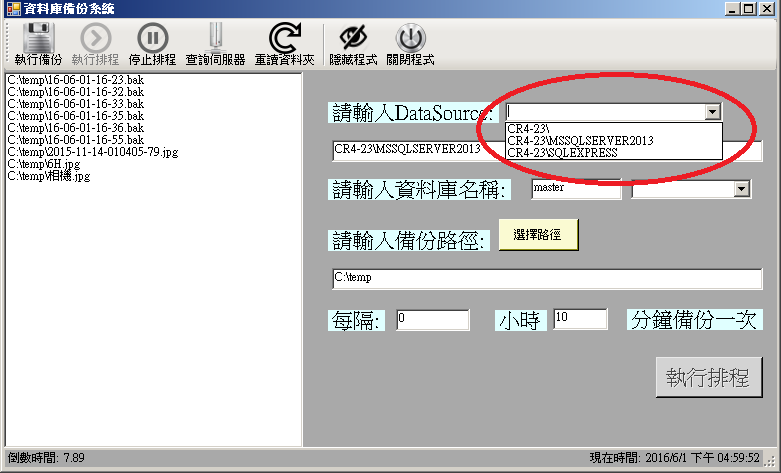 資料庫備份系統
執行備份 執行排程 停止排程 查詢伺服器 重讀資料夾 隱藏程式 關閉程式
C:\temp\16-06-01-16-23.bak
C:\temp\16-06-01-16-32.bak
C:\temp\16-06-01-16-33.bak
C:\temp\16-06-01-16-35.bak
C:\temp\16-06-01-16-36.bak
C:\temp\16-06-01-16-55.bak
C:\temp\2015-11-14-010405-79.jpg
C:\temp\6H.jpg
C:\temp\相機.jpg
請輸入DataSource:
CR4-23\
CR4-23\MSSQLSERVER2013
CR4-23\SQLEXPRESS
CR4-23\MSSQLSERVER2013
請輸入資料庫名稱: master
請輸入備份路徑: 選擇路徑
C:\temp
每隔: 0 小時 10 分鐘備份一次
執行排程
倒數時間: 7.89 現在時間: 2016/6/1 下午 04:59:52